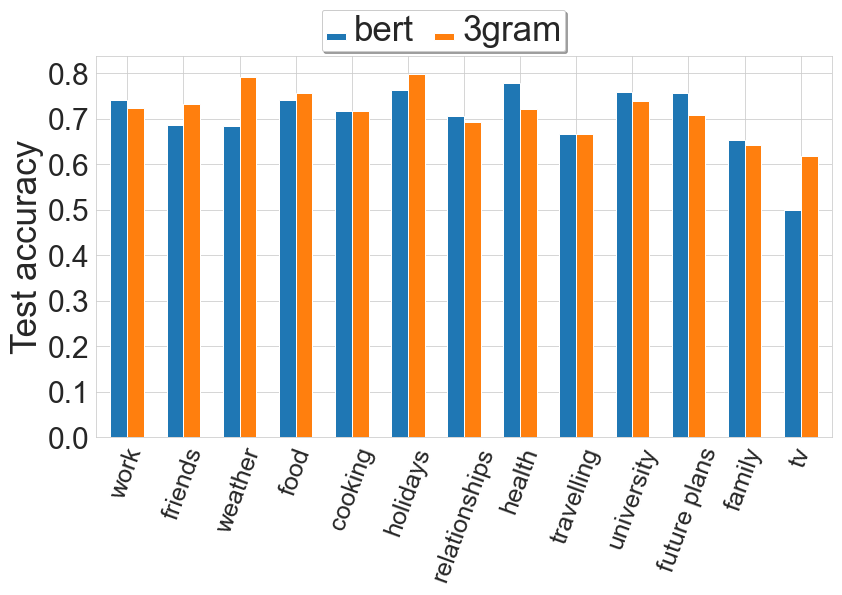 bert 3gram
Test accuracy
0.8
0.7
0.6
0.5
0.4
0.3
0.2
0.1
0.0
work
friends
weather
food
cooking
holidays
relationships
health
travelling
university
future plans
family
tv